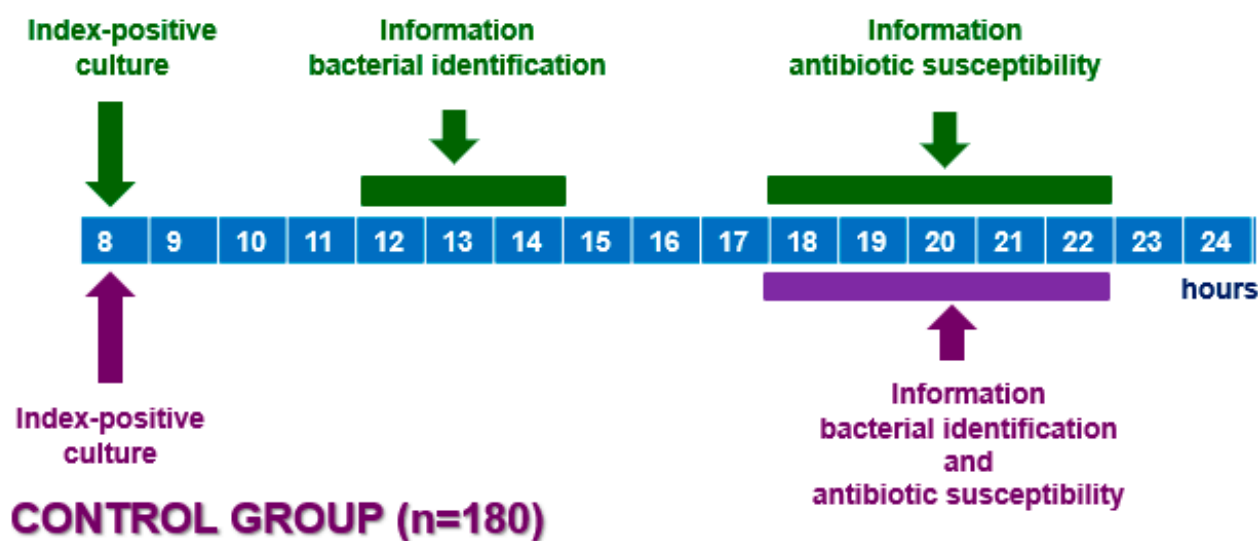 Index-positive
culture
Information
bacterial identification
Information
antibiotic susceptibility
8 9 10 11 12 13 14 15 16 17 18 19 20 21 22 23 24
hours
Index-positive
culture
Information
bacterial identification
and
antibiotic susceptibility
CONTROL GROUP (n=180)